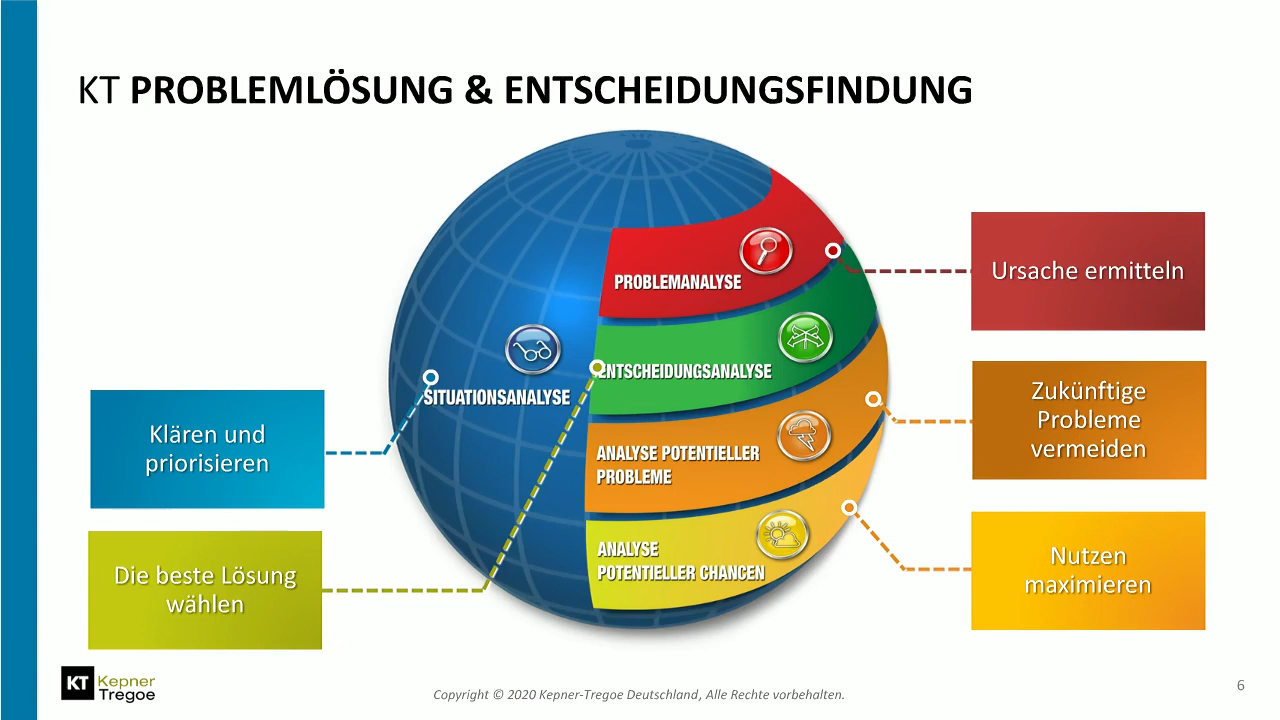 KT PROBLEMLÖSUNG & ENTSCHEIDUNGSFINDUNG
PROBLEMANALYSE
ENTSCHEIDUNGSANALYSE
SITUATIONSANALYSE
ANALYSE POTENTIELLER
PROBLEME
ANALYSE
POTENTIELLER CHANCEN
Klären und
priorisieren
Die beste Lösung
wählen
Ursache ermitteln
Zukünftige
Probleme
vermeiden
Nutzen
maximieren
KT Kepner
Tregoe
Copyright © 2020 Kepner-Tregoe Deutschland, Alle Rechte vorbehalten.
6